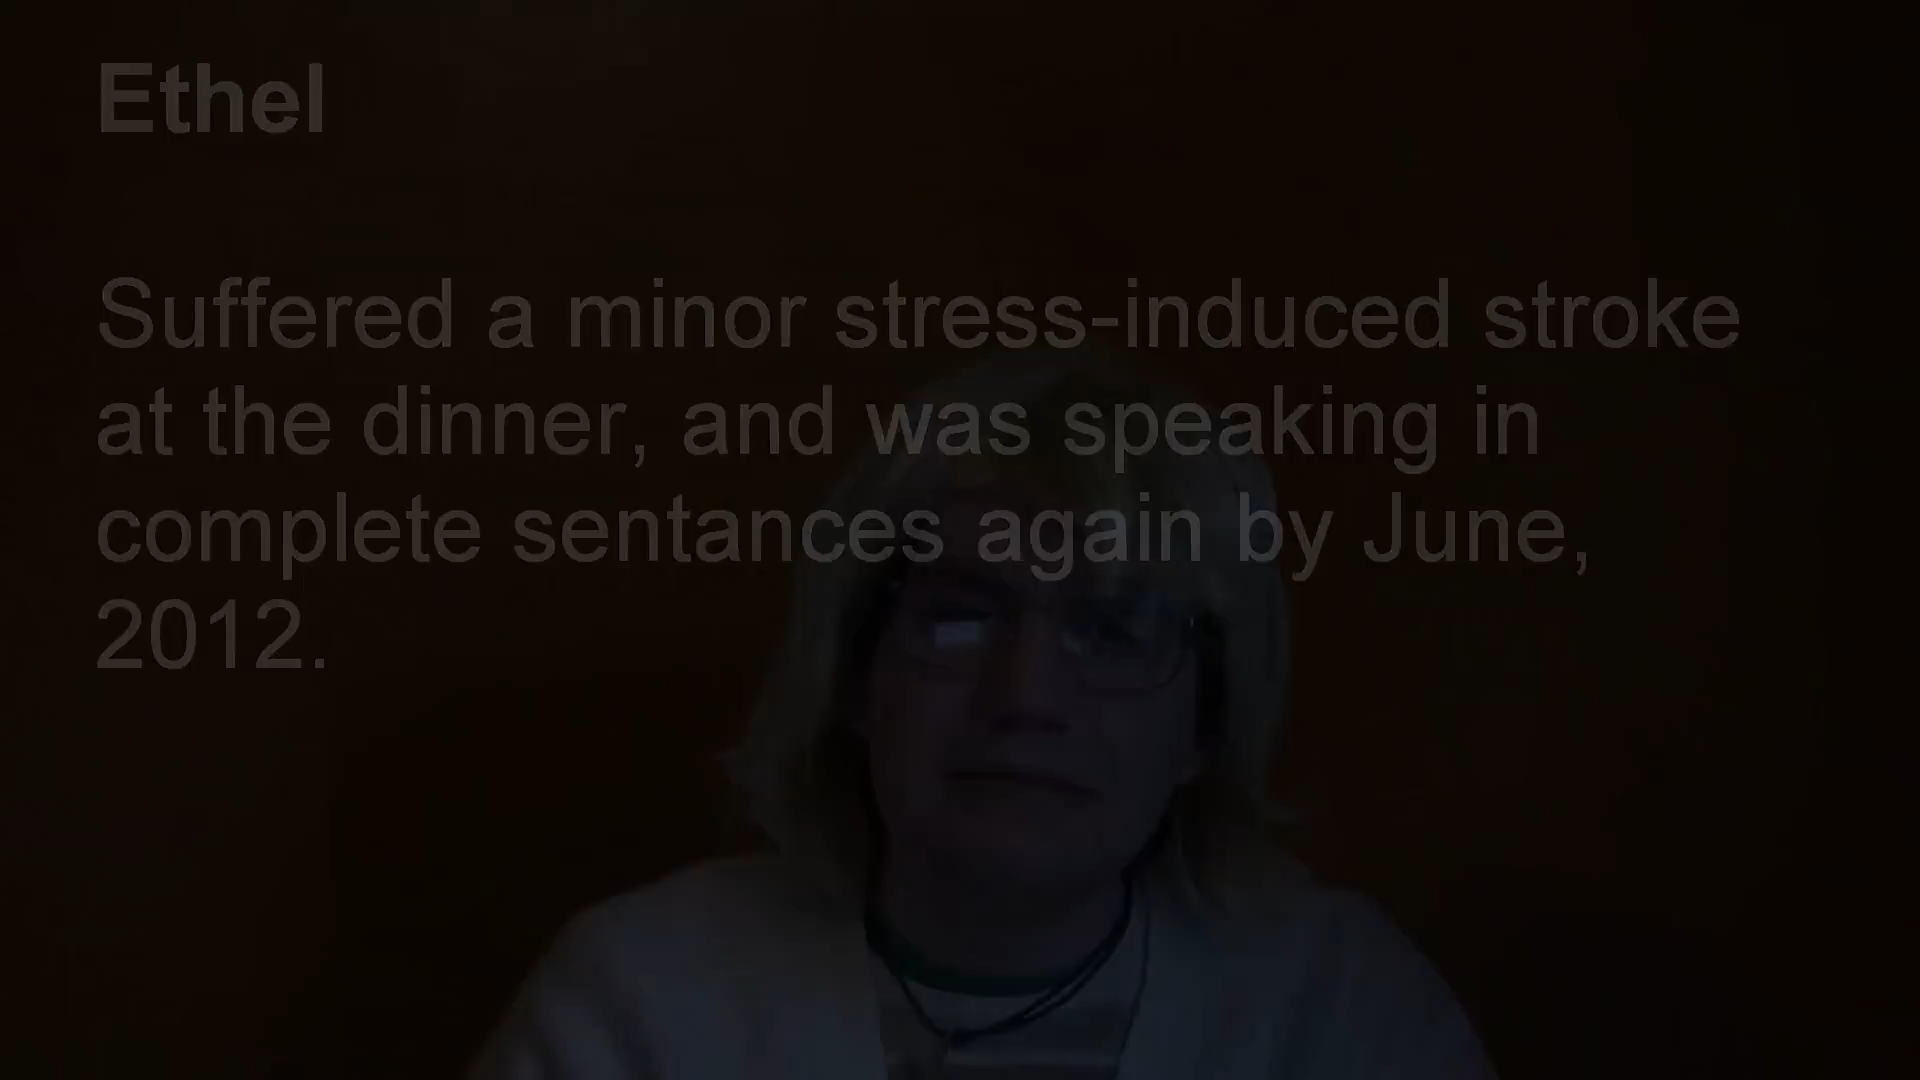 Ethel
Suffered a minor stress-induced stroke
at the dinner, and was speaking in
complete sentances again by June,
2012.